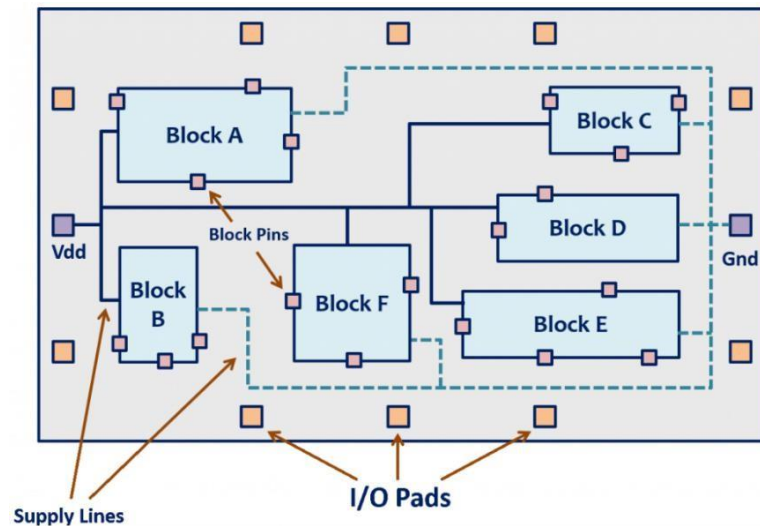 Block A
Block C
Block Pins
Block D
Vdd
Gnd
Block
B
Block F
Block E
I/O Pads
Supply Lines